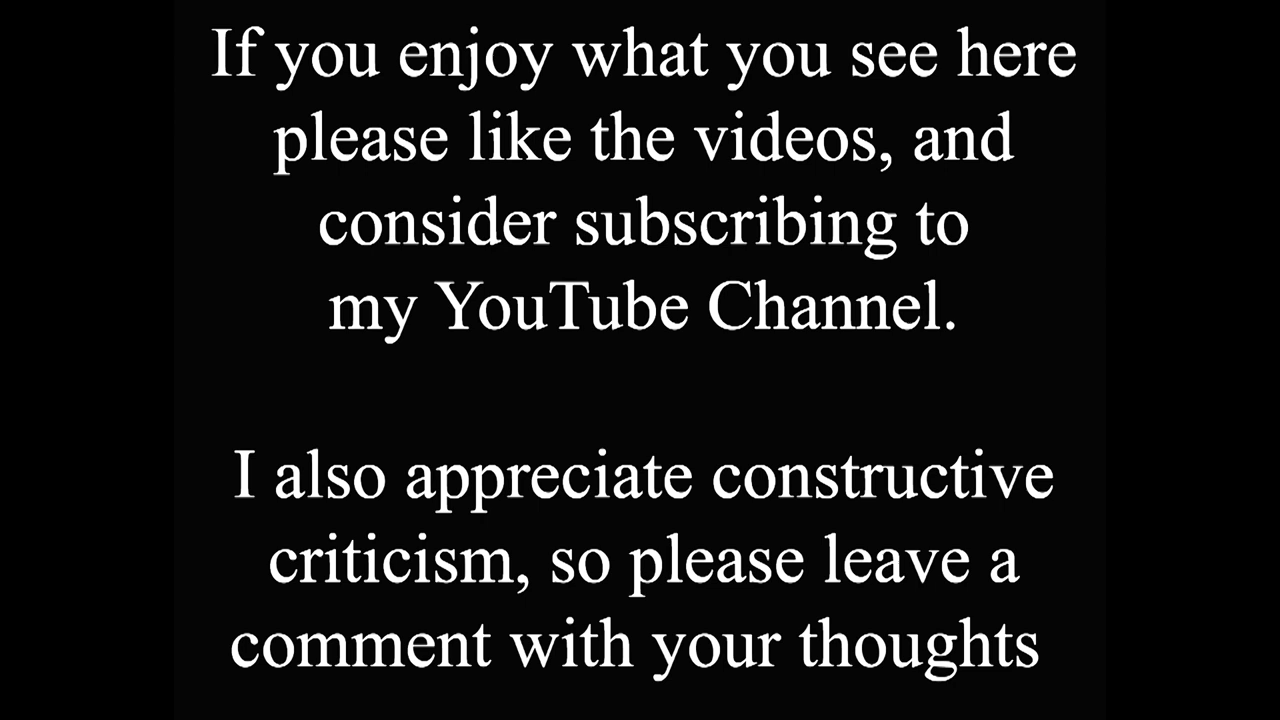 If you enjoy what you see here
please like the videos, and
consider subscribing to
my YouTube Channel.
I also appreciate constructive
criticism, so please leave a
comment with your thoughts